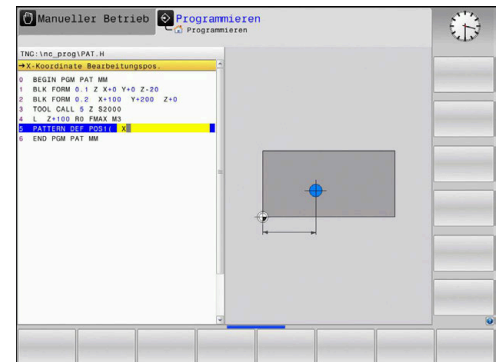 Manueller Betrieb
Programmieren
Programmieren
TNC:\nc_prog\PAT.H
→X-Koordinate Bearbeitungspos.
0 BEGIN PGM PAT MM
1 BLK FORM 0.1 Z X+0 Y+0 Z-20
2 BLK FORM 0.2 X+100 Y+200 Z+0
3 TOOL CALL 5 Z S2000
4 L Z+100 R0 FMAX M3
5 PATTERN DEF POS1( X
6 END PGM PAT MM